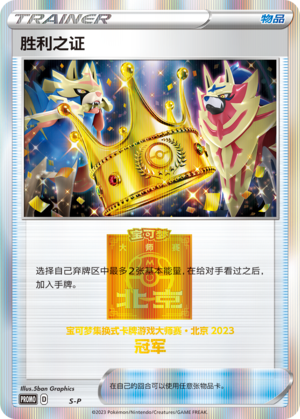 TRAINER
物品
胜利之证
宝可梦
大师赛
北京
选择自己弃牌区中最多2张基本能量，在给对手看过之后，
加入手牌。
宝可梦集换式卡牌游戏大师赛·北京 2023
冠军
Illus.5ban Graphics
在自己的回合可以使用任意张物品卡。
PROMO D S-P
©2023 Pokémon/Nintendo/Creatures/GAME FREAK.